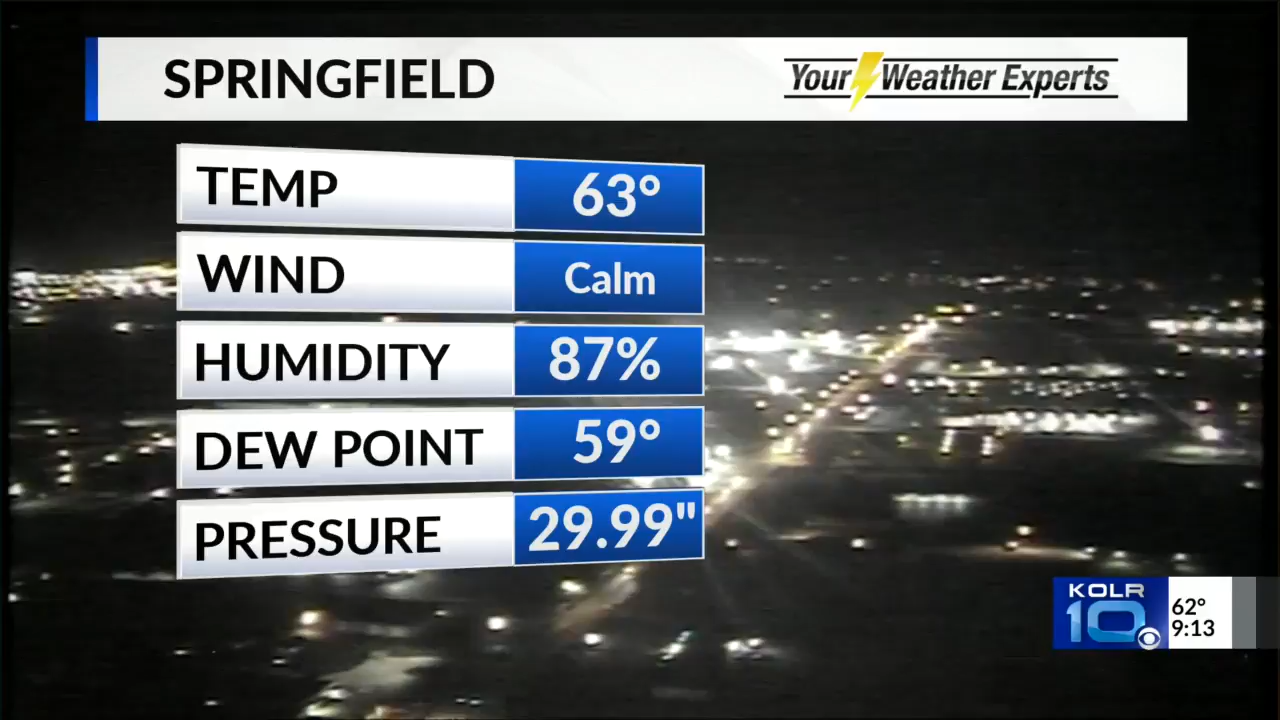 SPRINGFIELD
Your Weather Experts
TEMP 63°
WIND Calm
HUMIDITY 87%
DEW POINT 59°
PRESSURE 29.99"
KOLR
10
62°
9:13